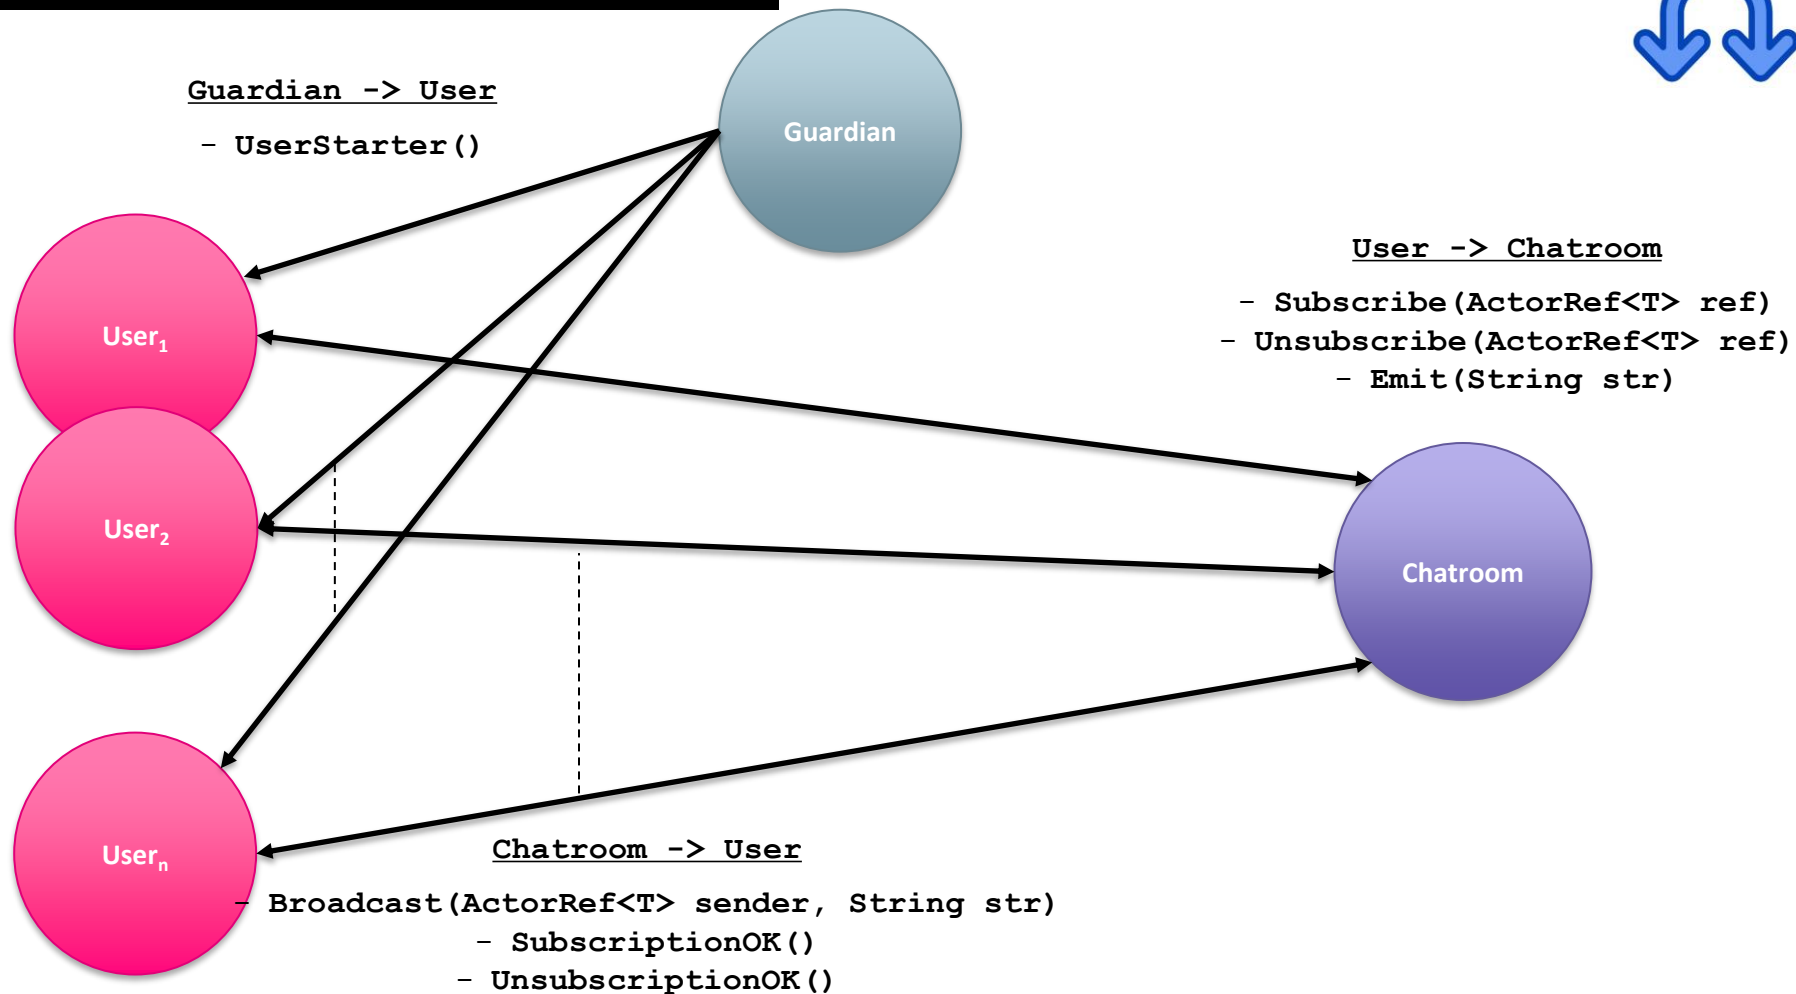 Guardian -> User
- UserStarter()
Guardian
User -> Chatroom
- Subscribe(ActorRef<T> ref)
- Unsubscribe(ActorRef<T> ref)
- Emit(String str)
User₁
User₂
Chatroom
Userₙ
Chatroom -> User
- Broadcast(ActorRef<T> sender, String str)
- SubscriptionOK()
- UnsubscriptionOK()